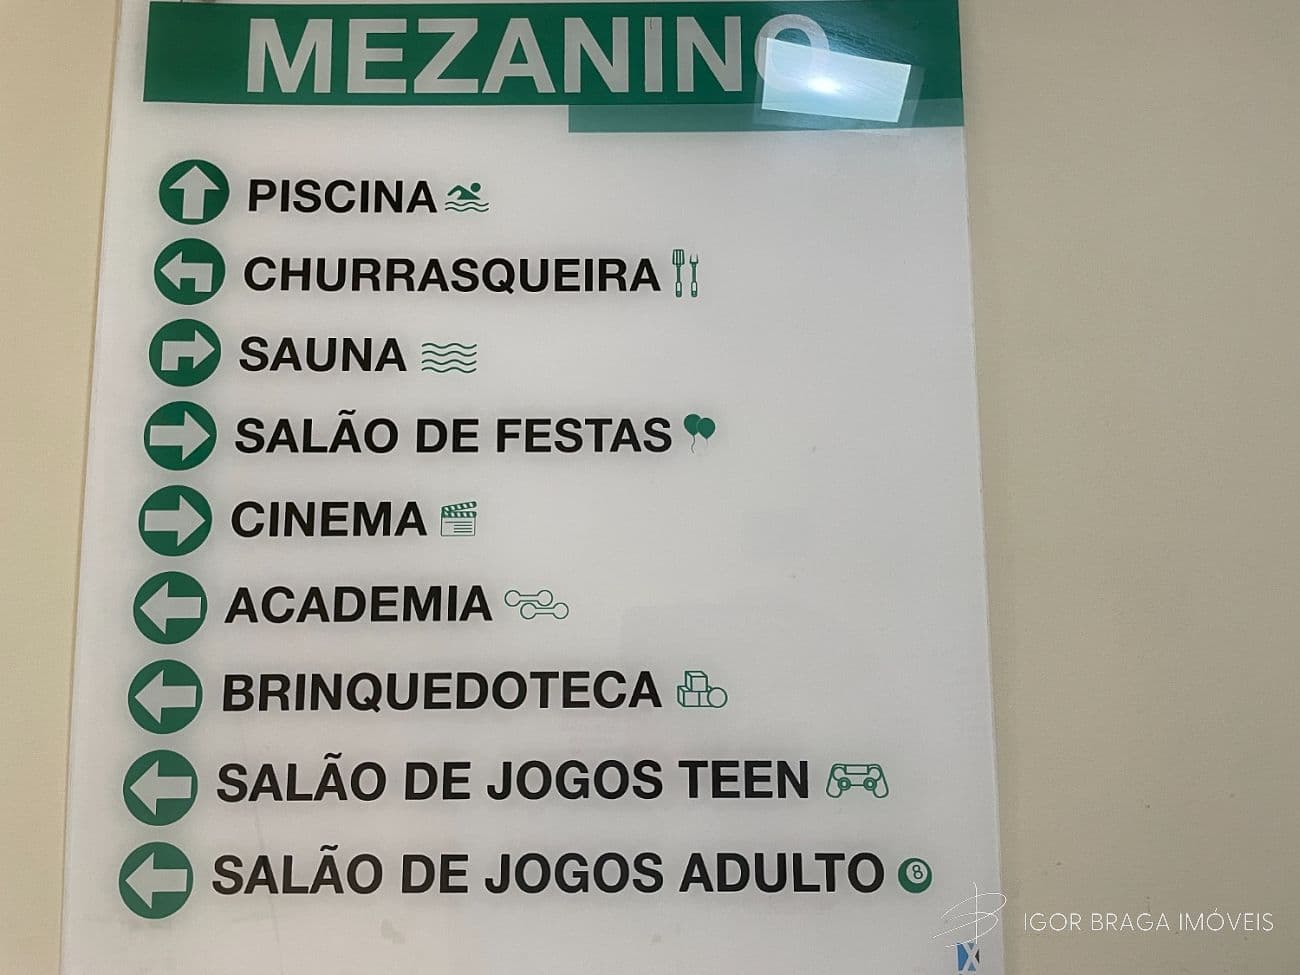 MEZANINO
PISCINA
CHURRASQUEIRA
SAUNA
SALÃO DE FESTAS
CINEMA
ACADEMIA
BRINQUEDOTECA
SALÃO DE JOGOS TEEN
SALÃO DE JOGOS ADULTO 8
IGOR BRAGA IMÓVEIS